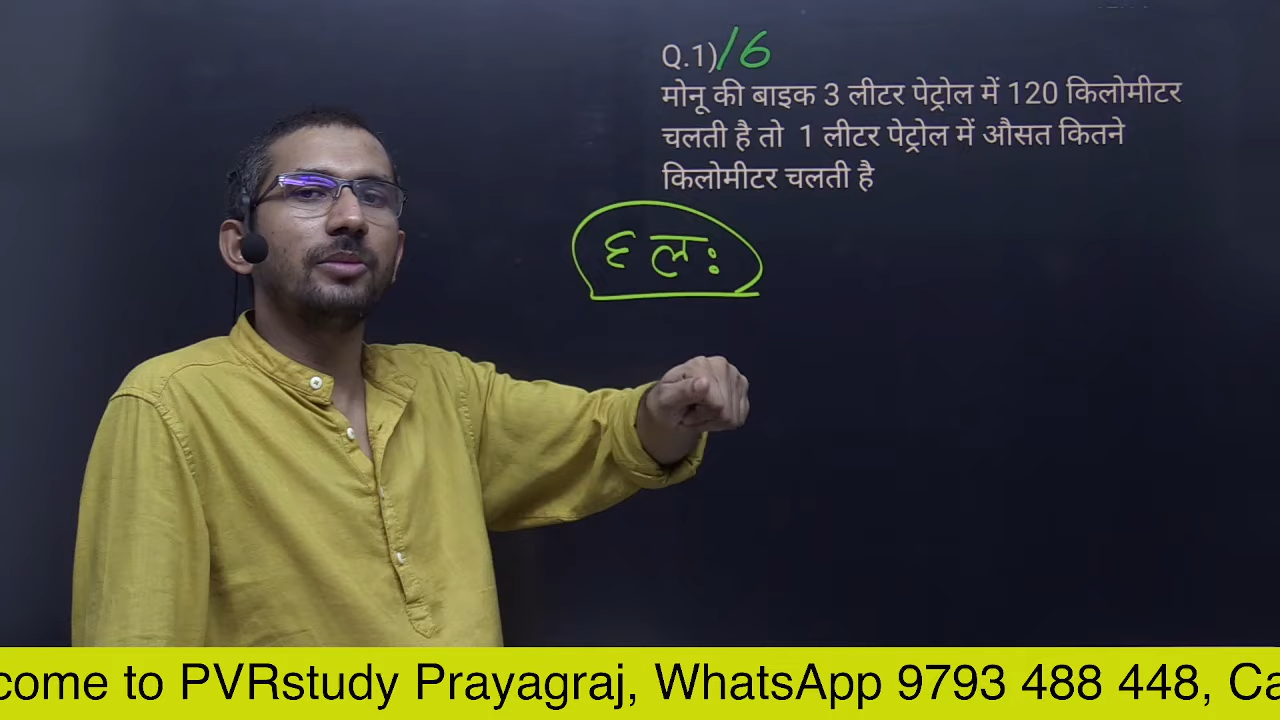 Q.1)/6
मोनू की बाइक 3 लीटर पेट्रोल में 120 किलोमीटर
चलती है तो 1 लीटर पेट्रोल में औसत कितने
किलोमीटर चलती है
हलः
come to PVRstudy Prayagraj, WhatsApp 9793 488 448, Ca